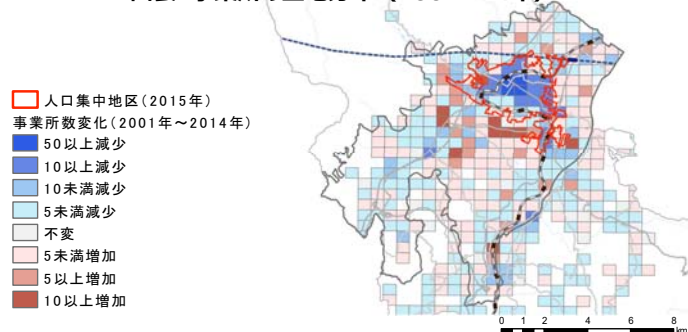 人口集中地区(2015年)
事業所数変化(2001年～2014年)
50以上減少
10以上減少
10未満減少
5未満減少
不変
5未満増加
5以上増加
10以上増加
0 1 2 4 6 8
km